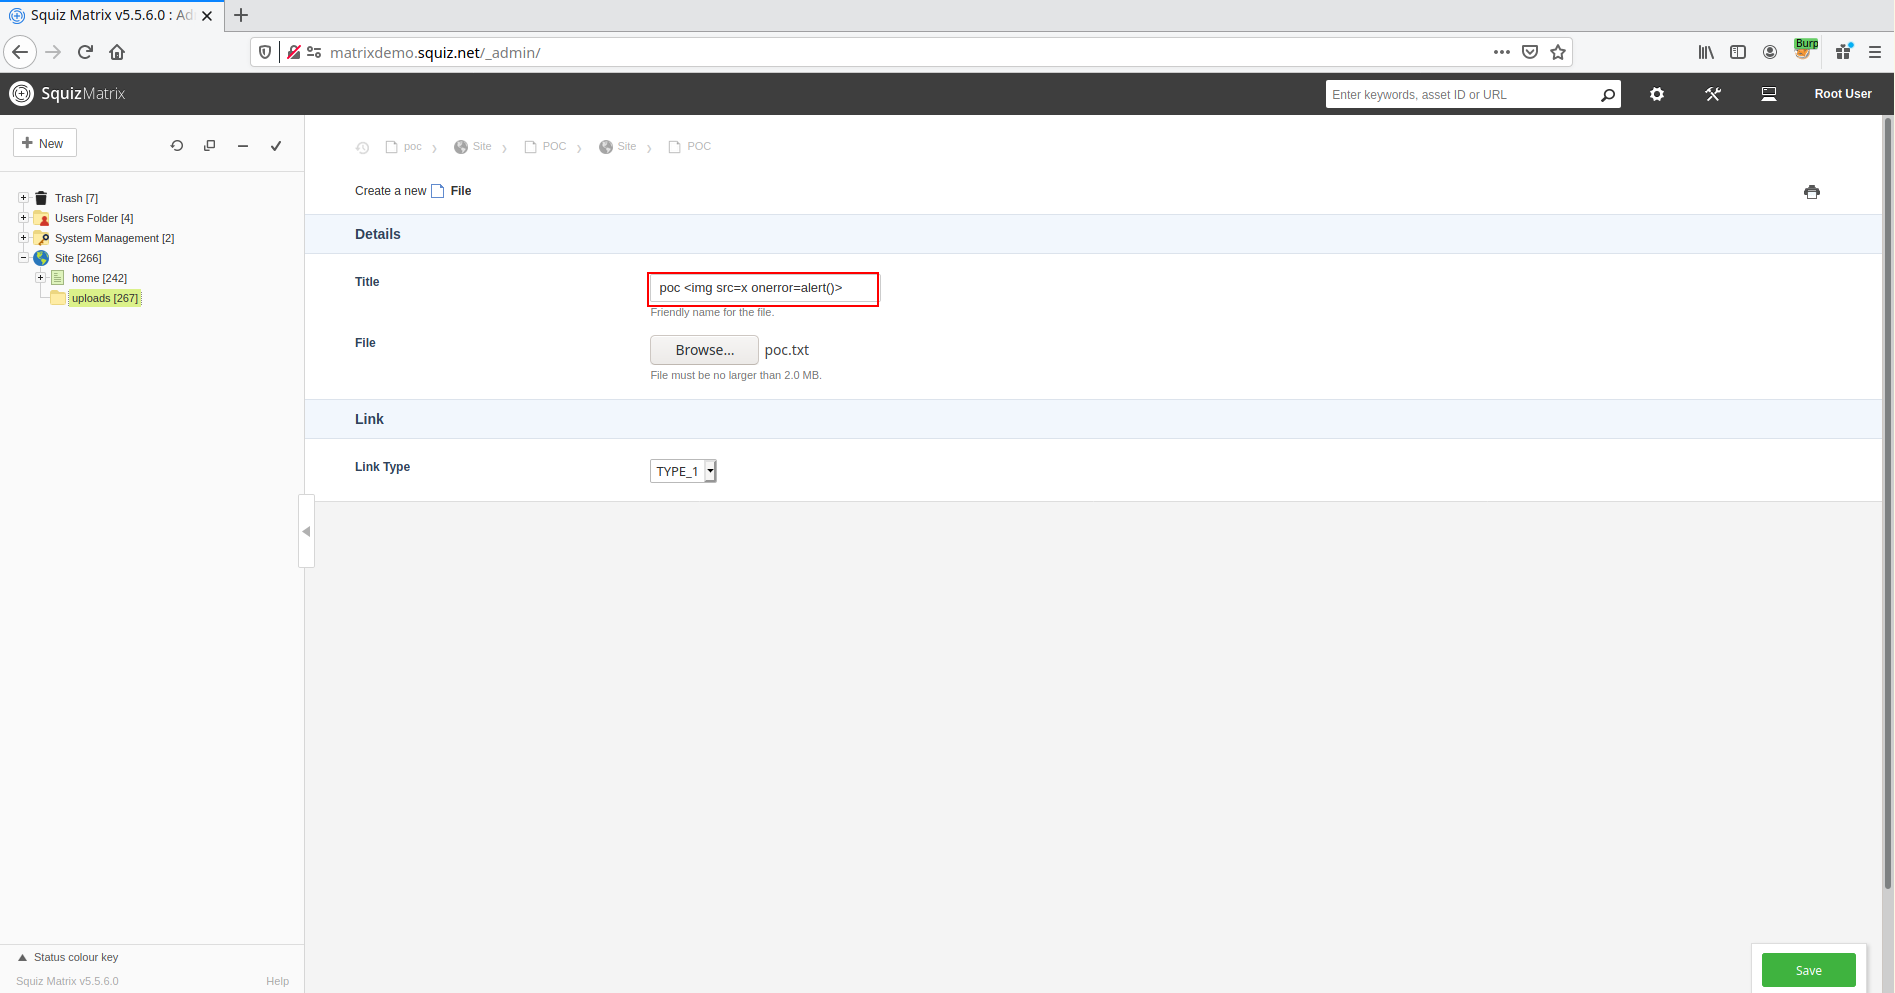 Squiz Matrix v5.5.6.0 : Ad
matrixdemo.squiz.net/_admin/
Burp
SquizMatrix
Enter keywords, asset ID or URL
Root User
New
poc
Site
POC
Site
POC
Create a new File
Trash [7]
Users Folder [4]
System Management [2]
Site [266]
home [242]
uploads [267]
Details
Title
poc <img src=x onerror=alert()>
Friendly name for the file.
File
Browse...
poc.txt
File must be no larger than 2.0 MB.
Link
Link Type
TYPE_1
Status colour key
Squiz Matrix v5.5.6.0
Help
Save